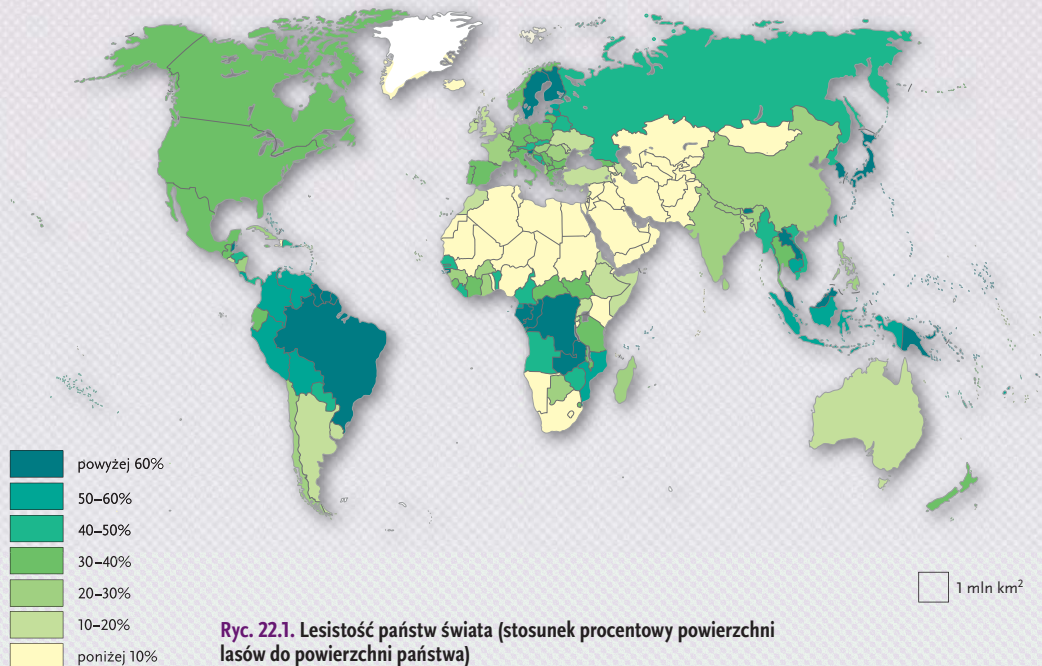 powyżej 60%
50–60%
40–50%
30–40%
20–30%
10–20%
poniżej 10%
1 mln km²
Ryc. 22.1. Lesistość państw świata (stosunek procentowy powierzchni
lasów do powierzchni państwa)